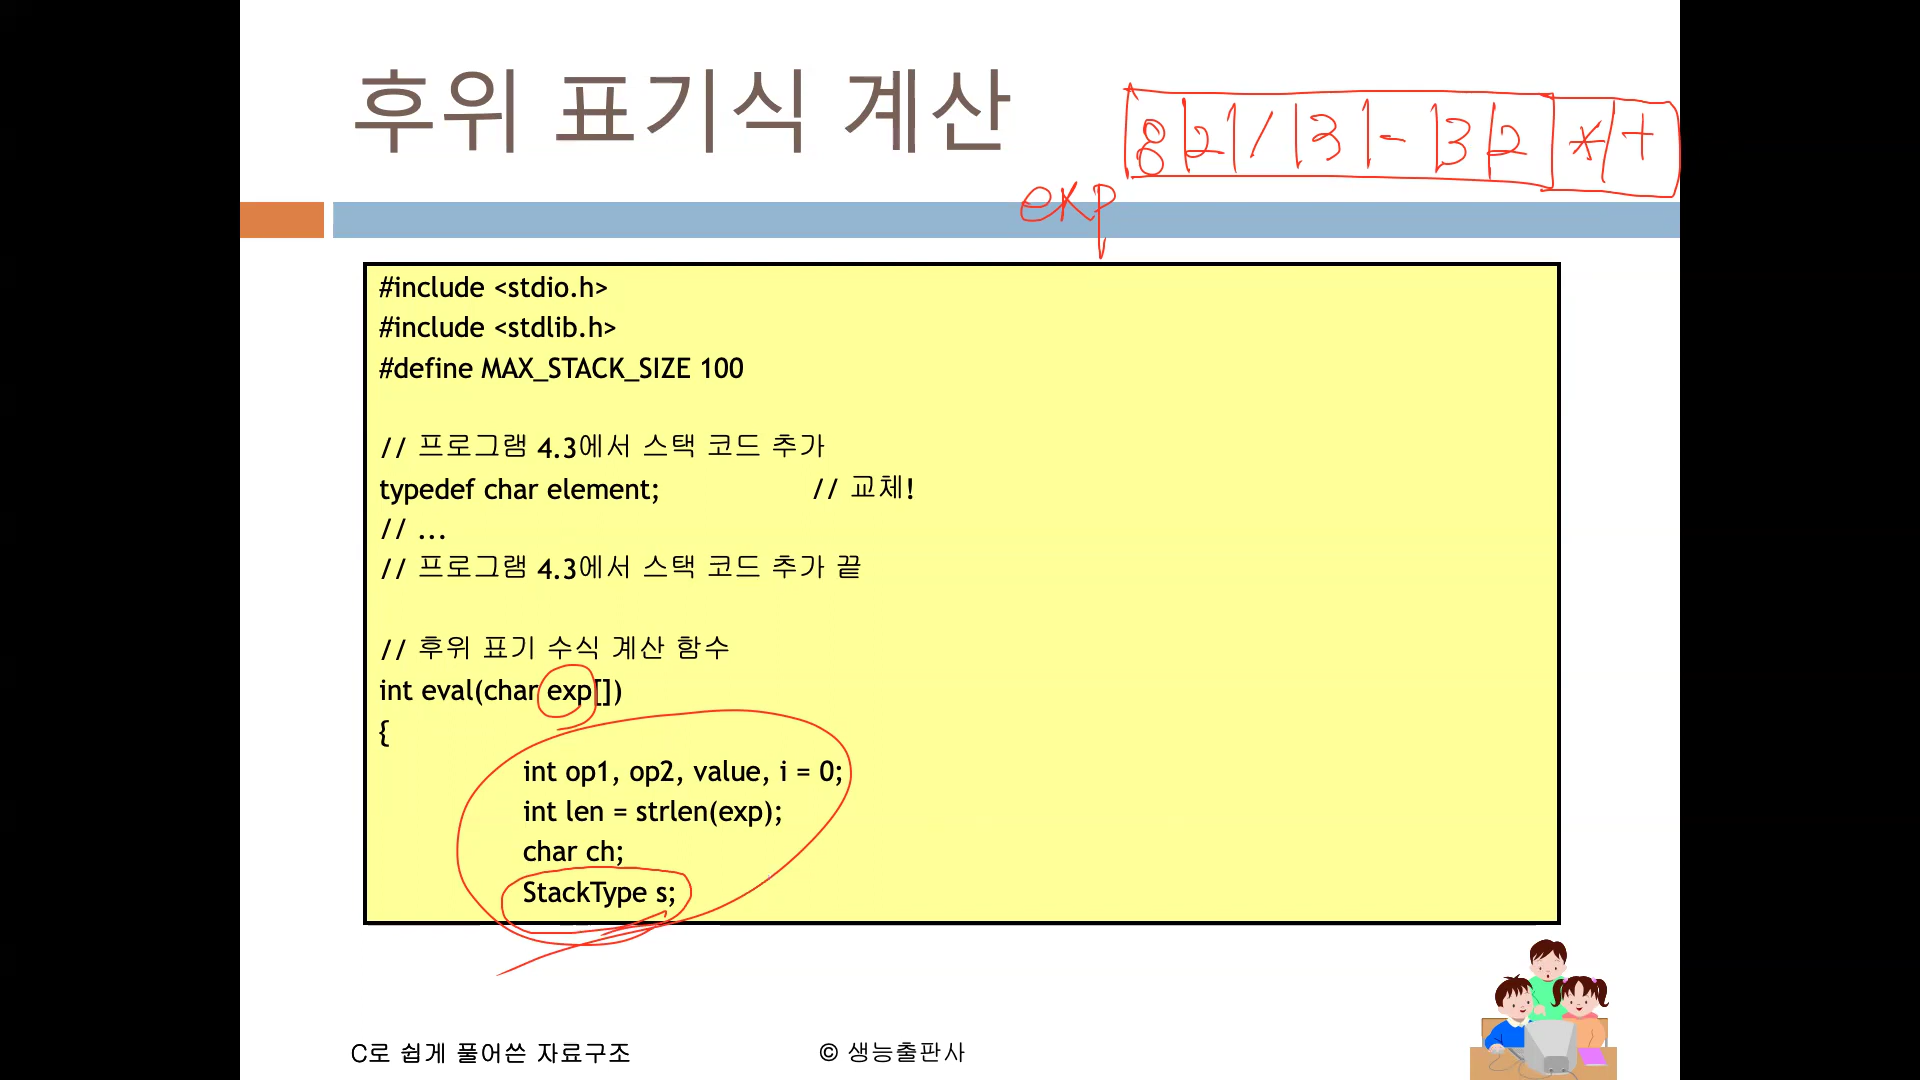 후위 표기식 계산
8 2 / 3 - 3 2 * +
exp
#include <stdio.h>
#include <stdlib.h>
#define MAX_STACK_SIZE 100
// 프로그램 4.3에서 스택 코드 추가
typedef char element; // 교체!
// ...
// 프로그램 4.3에서 스택 코드 추가 끝
// 후위 표기 수식 계산 함수
int eval(char exp[])
{
int op1, op2, value, i = 0;
int len = strlen(exp);
char ch;
StackType s;
C로 쉽게 풀어쓴 자료구조
© 생능출판사